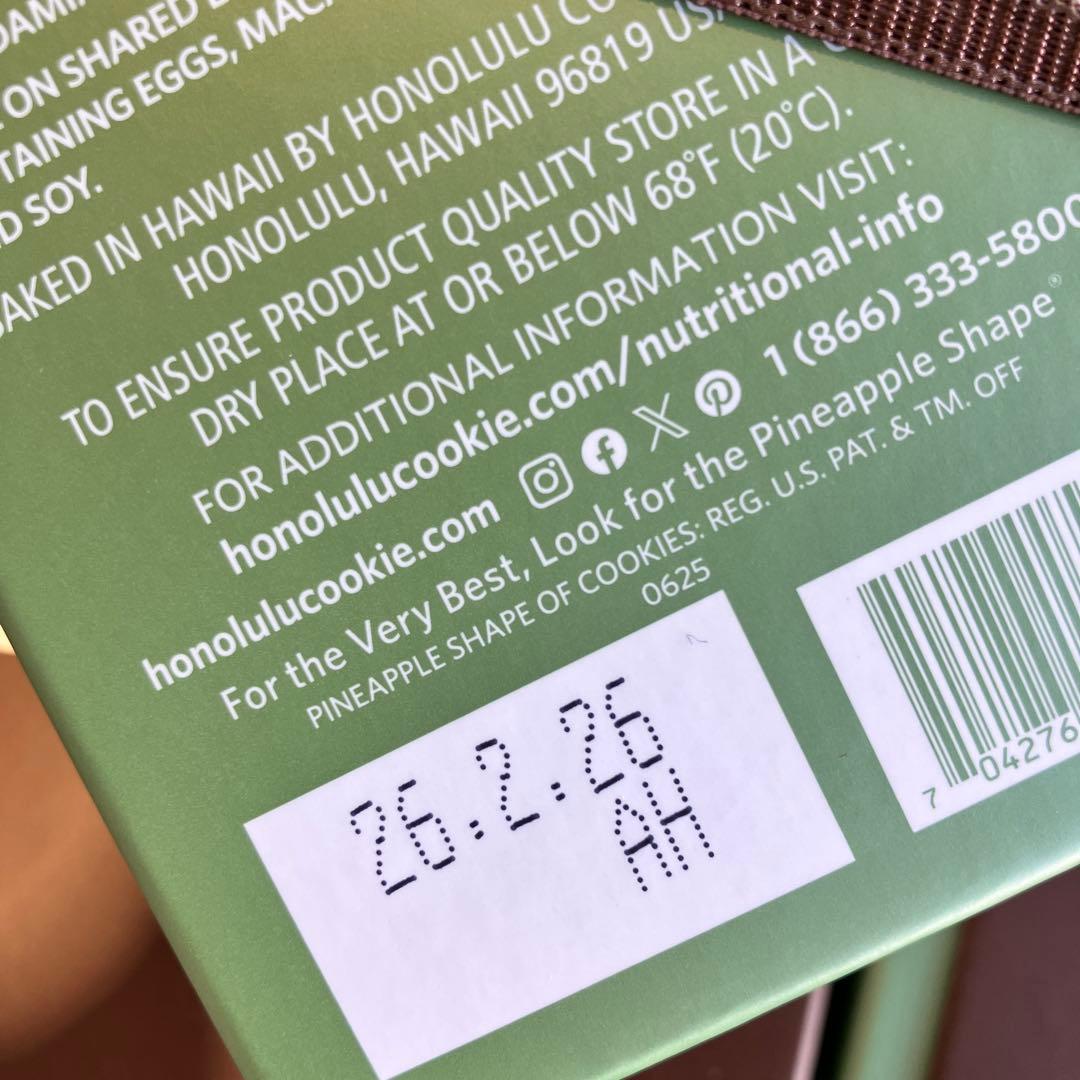 ON SHARED
TAINING EGGS,
D SOY.
AKED IN HAWAII BY HONOLULU CO
HONOLULU, HAWAII 96819 US
TO ENSURE PRODUCT QUALITY STORE IN A
DRY PLACE AT OR BELOW 68°F (20°C).
FOR ADDITIONAL INFORMATION VISIT:
honolulucookie.com/nutritional-info
honolulucookie.com 1 (866) 333-5800
For the Very Best, Look for the Pineapple Shape®
PINEAPPLE SHAPE OF COOKIES: REG. U.S. PAT. & TM. OFF
0625
26.2.26
AH
7 04276